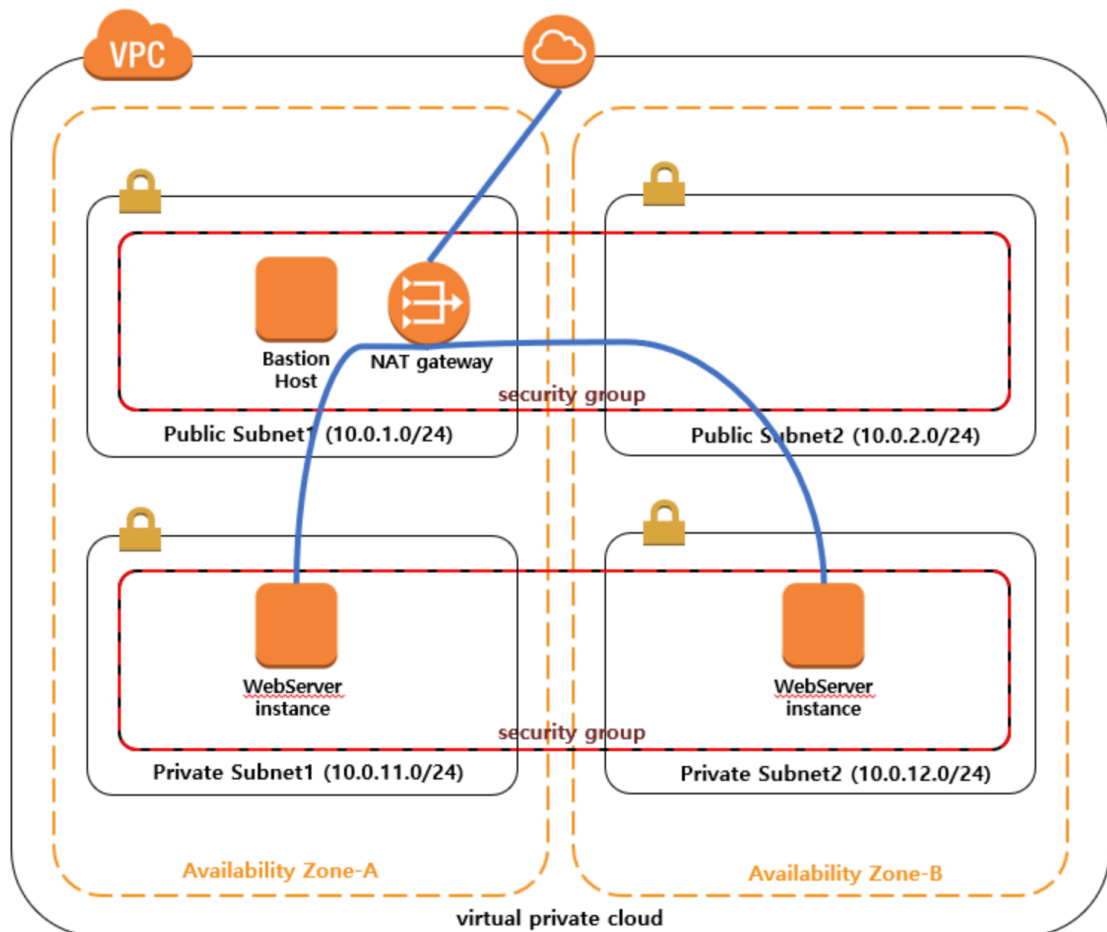 VPC
Bastion
Host
NAT gateway
security group
Public Subnet1 (10.0.1.0/24)
Public Subnet2 (10.0.2.0/24)
WebServer
instance
WebServer
instance
security group
Private Subnet1 (10.0.11.0/24)
Private Subnet2 (10.0.12.0/24)
Availability Zone-A
Availability Zone-B
virtual private cloud